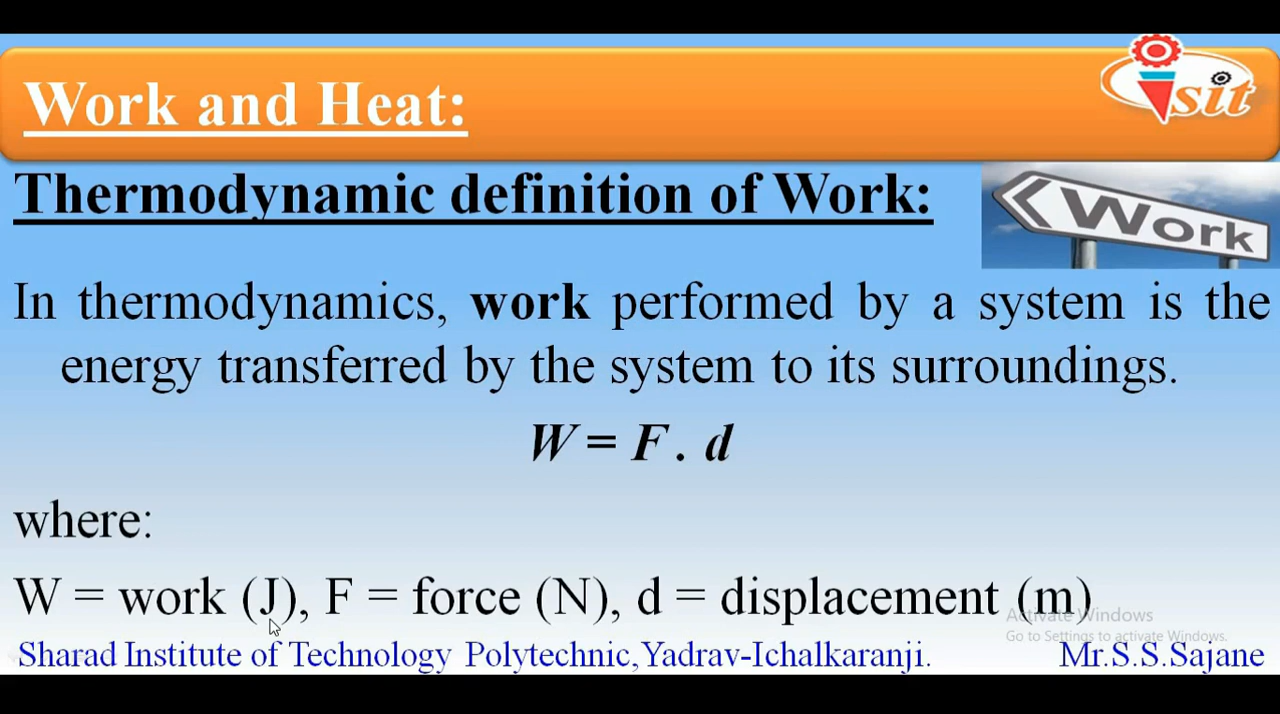 Work and Heat:
sit
Thermodynamic definition of Work:
Work
In thermodynamics, work performed by a system is the
energy transferred by the system to its surroundings.
W = F . d
where:
W = work (J), F = force (N), d = displacement (m)
Activate Windows
Go to Settings to activate Windows.
Sharad Institute of Technology Polytechnic, Yadrav-Ichalkaranji. Mr.S.S.Sajane